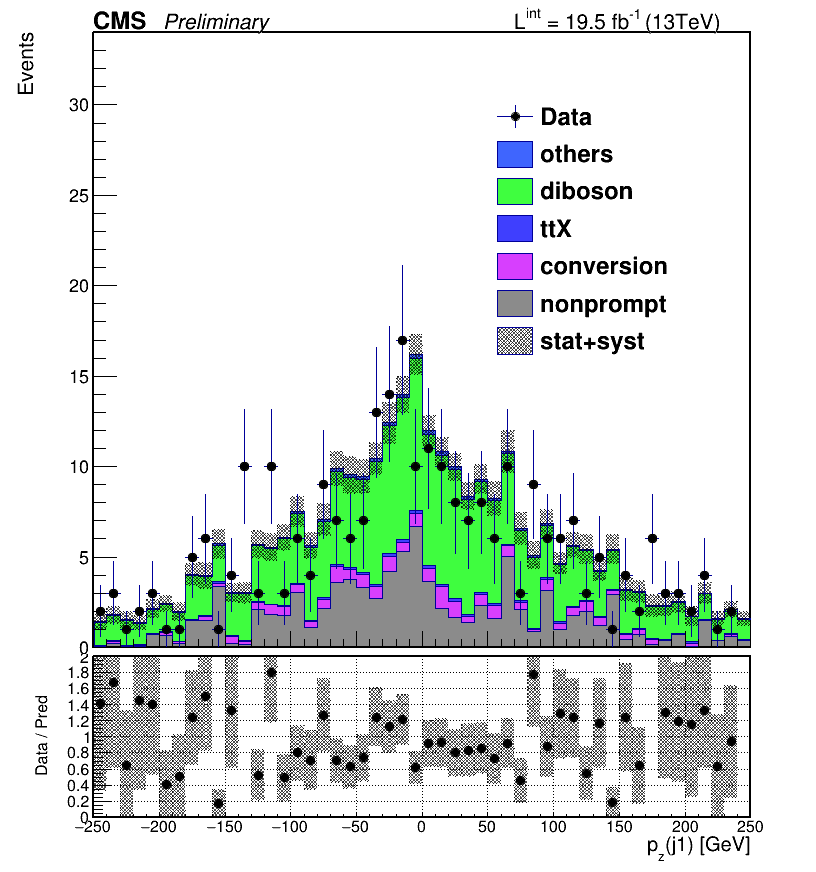 CMS Preliminary L^int = 19.5 fb^-1 (13TeV)
Events
30
25
20
15
10
5
0
Data
others
diboson
ttX
conversion
nonprompt
stat+syst
Data / Pred
2
1.8
1.6
1.4
1.2
1
0.8
0.6
0.4
0.2
0
−250 −200 −150 −100 −50 0 50 100 150 200 250
p_z(j1) [GeV]